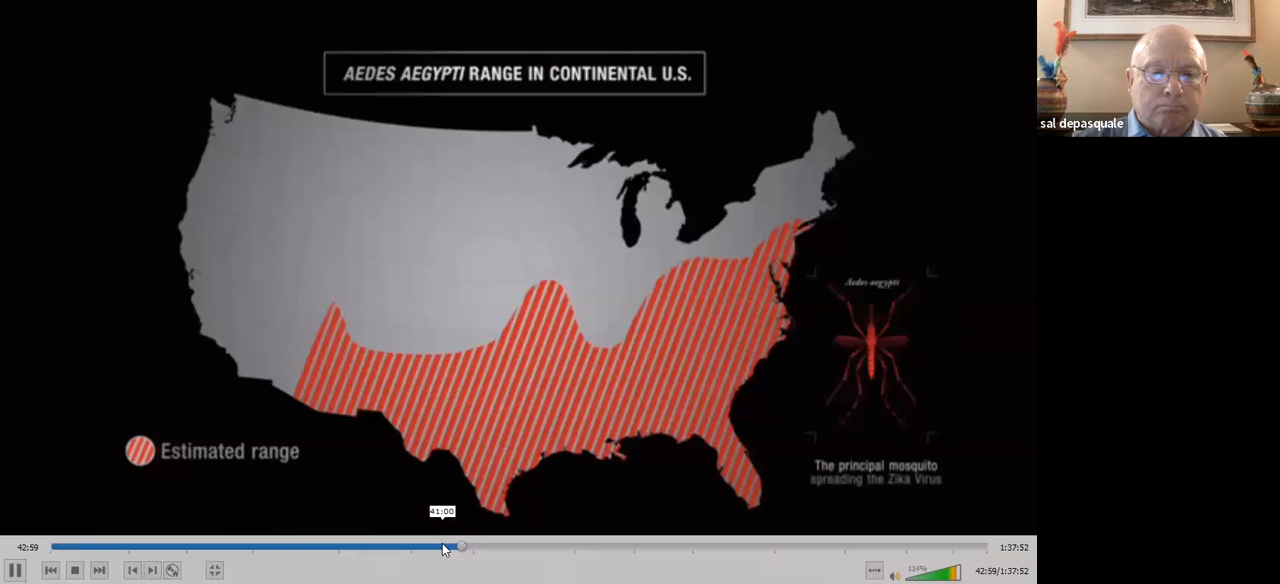 AEDES AEGYPTI RANGE IN CONTINENTAL U.S.
sal depasquale
Aedes aegypti
Estimated range
The principal mosquito
spreading the Zika Virus
41:00
42:59
1:37:52
114%
42:59/1:37:52